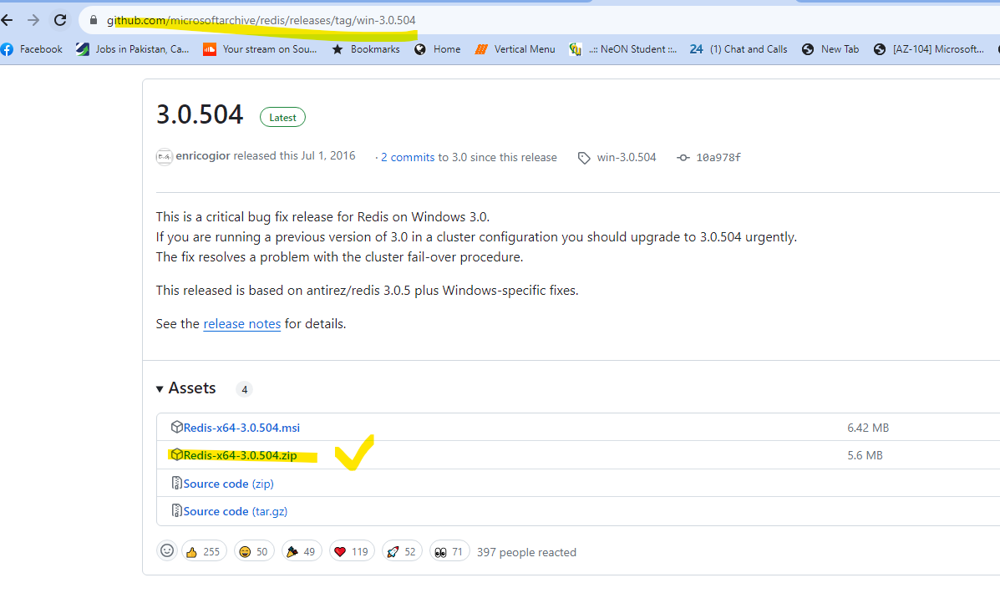 github.com/microsoftarchive/redis/releases/tag/win-3.0.504
Facebook Jobs in Pakistan, Ca... Your stream on Sou... Bookmarks Home Vertical Menu ..:: NeON Student ::.. 24 (1) Chat and Calls New Tab [AZ-104] Microsoft...
3.0.504 Latest
enricogior released this Jul 1, 2016 · 2 commits to 3.0 since this release win-3.0.504 10a978f
This is a critical bug fix release for Redis on Windows 3.0.
If you are running a previous version of 3.0 in a cluster configuration you should upgrade to 3.0.504 urgently.
The fix resolves a problem with the cluster fail-over procedure.
This released is based on antirez/redis 3.0.5 plus Windows-specific fixes.
See the release notes for details.
Assets 4
Redis-x64-3.0.504.msi 6.42 MB
Redis-x64-3.0.504.zip 5.6 MB
Source code (zip)
Source code (tar.gz)
255 50 49 119 52 71 397 people reacted